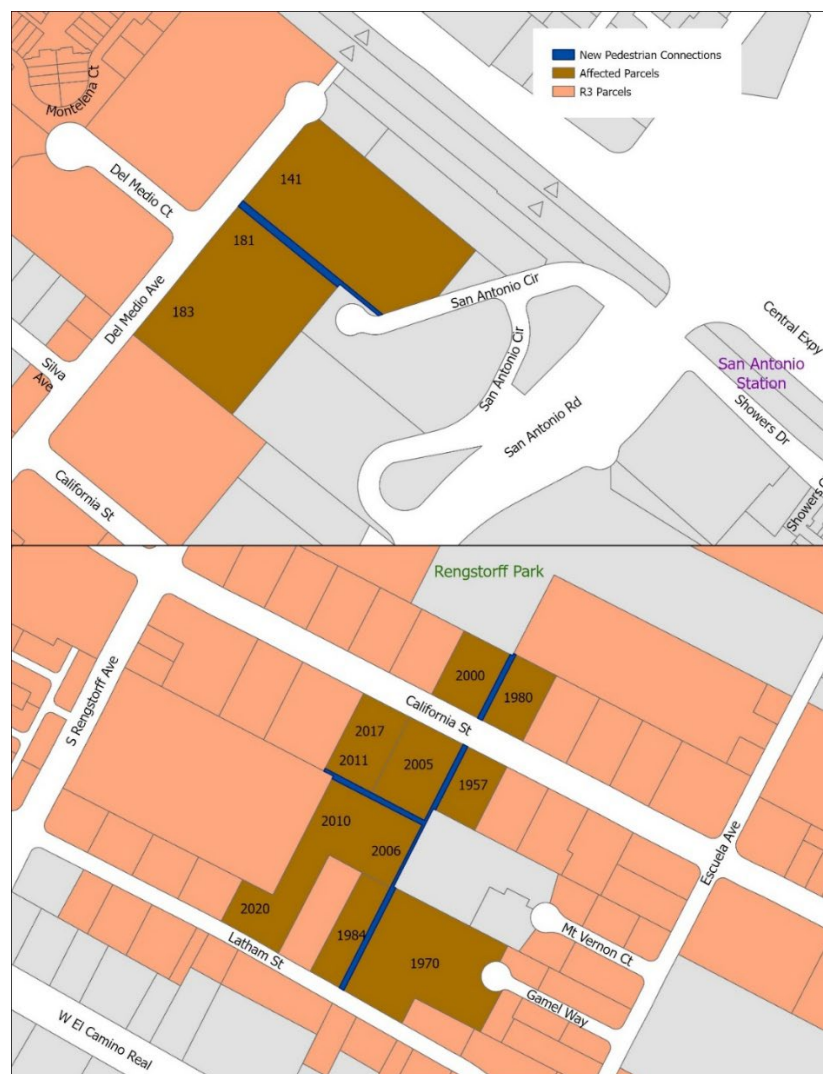 New Pedestrian Connections
Affected Parcels
R3 Parcels
Montelena Ct
Del Medio Ct
141
181
183
Del Medio Ave
Silva
Ave
California St
San Antonio Cir
San Antonio Cir
San Antonio Rd
Central Expy
San Antonio
Station
Showers Dr
Rengstorff Park
S Rengstorff Ave
2000
1980
California St
2017
2011
2005
1957
2010
2006
2020
1984
1970
Latham St
Escuela Ave
Mt Vernon Ct
Gamel Way
W El Camino Real